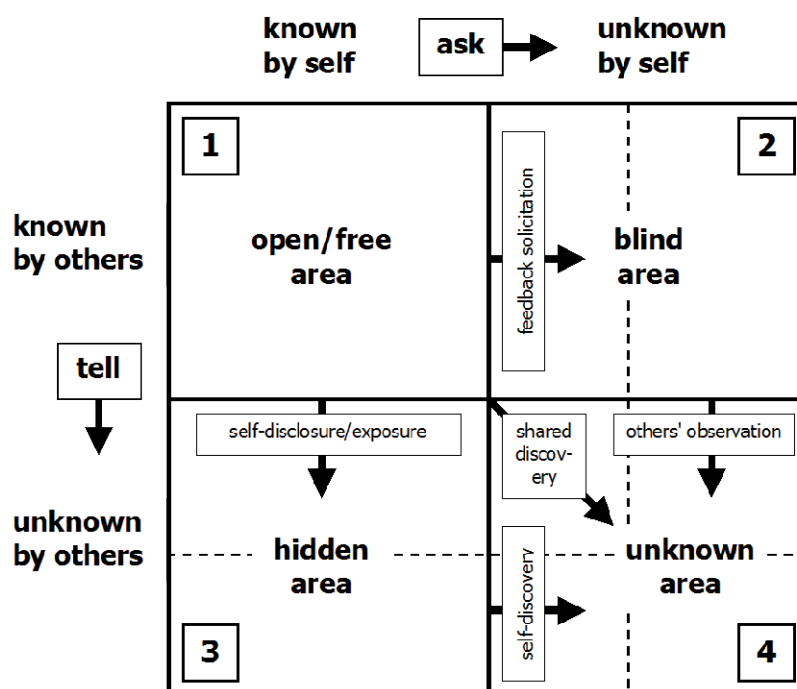 known
by self
ask
unknown
by self
1
2
known
by others
open/free
area
feedback solicitation
blind
area
tell
self-disclosure/exposure
shared
discov-
ery
others' observation
unknown
by others
hidden
area
self-discovery
unknown
area
3
4